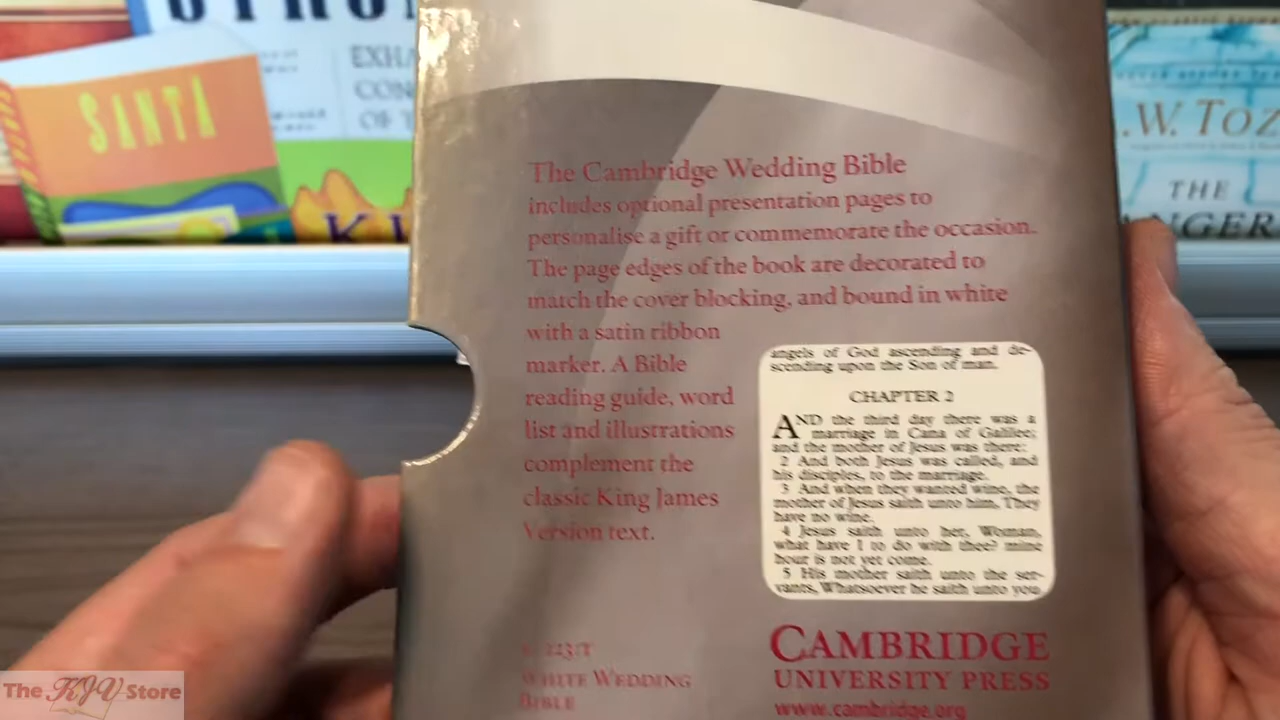 SANTA
EXHA
CON
OF T
KI
.W. TOZ
THE
NGER
The Cambridge Wedding Bible
includes optional presentation pages to
personalise a gift or commemorate the occasion.
The page edges of the book are decorated to
match the cover blocking, and bound in white
with a satin ribbon
marker. A Bible
reading guide, word
list and illustrations
complement the
classic King James
Version text.
angels of God ascending and de-
scending upon the Son of man.
CHAPTER 2
AND the third day there was a
marriage in Cana of Galilee;
and the mother of Jesus was there:
2 And both Jesus was called, and
his disciples, to the marriage.
3 And when they wanted wine, the
mother of Jesus saith unto him, They
have no wine.
4 Jesus saith unto her, Woman,
what have I to do with thee? mine
hour is not yet come.
5 His mother saith unto the ser-
vants, Whatsoever he saith unto you
223/T
WHITE WEDDING
BIBLE
CAMBRIDGE
UNIVERSITY PRESS
www.cambridge.org
The KJV Store